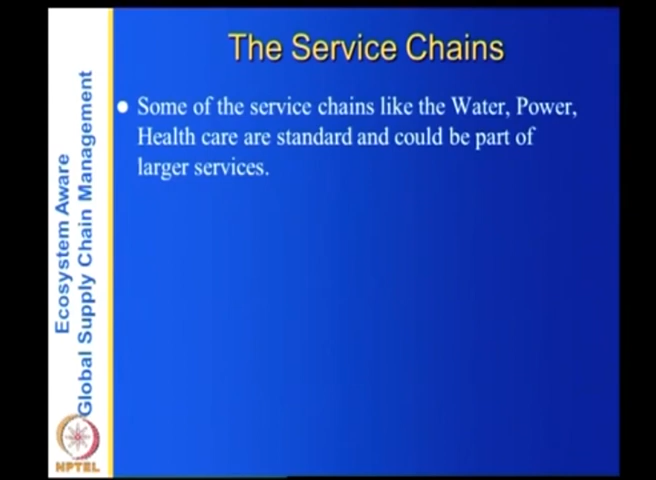 The Service Chains
Some of the service chains like the Water, Power,
Health care are standard and could be part of
larger services.
Ecosystem Aware
Global Supply Chain Management
NPTEL